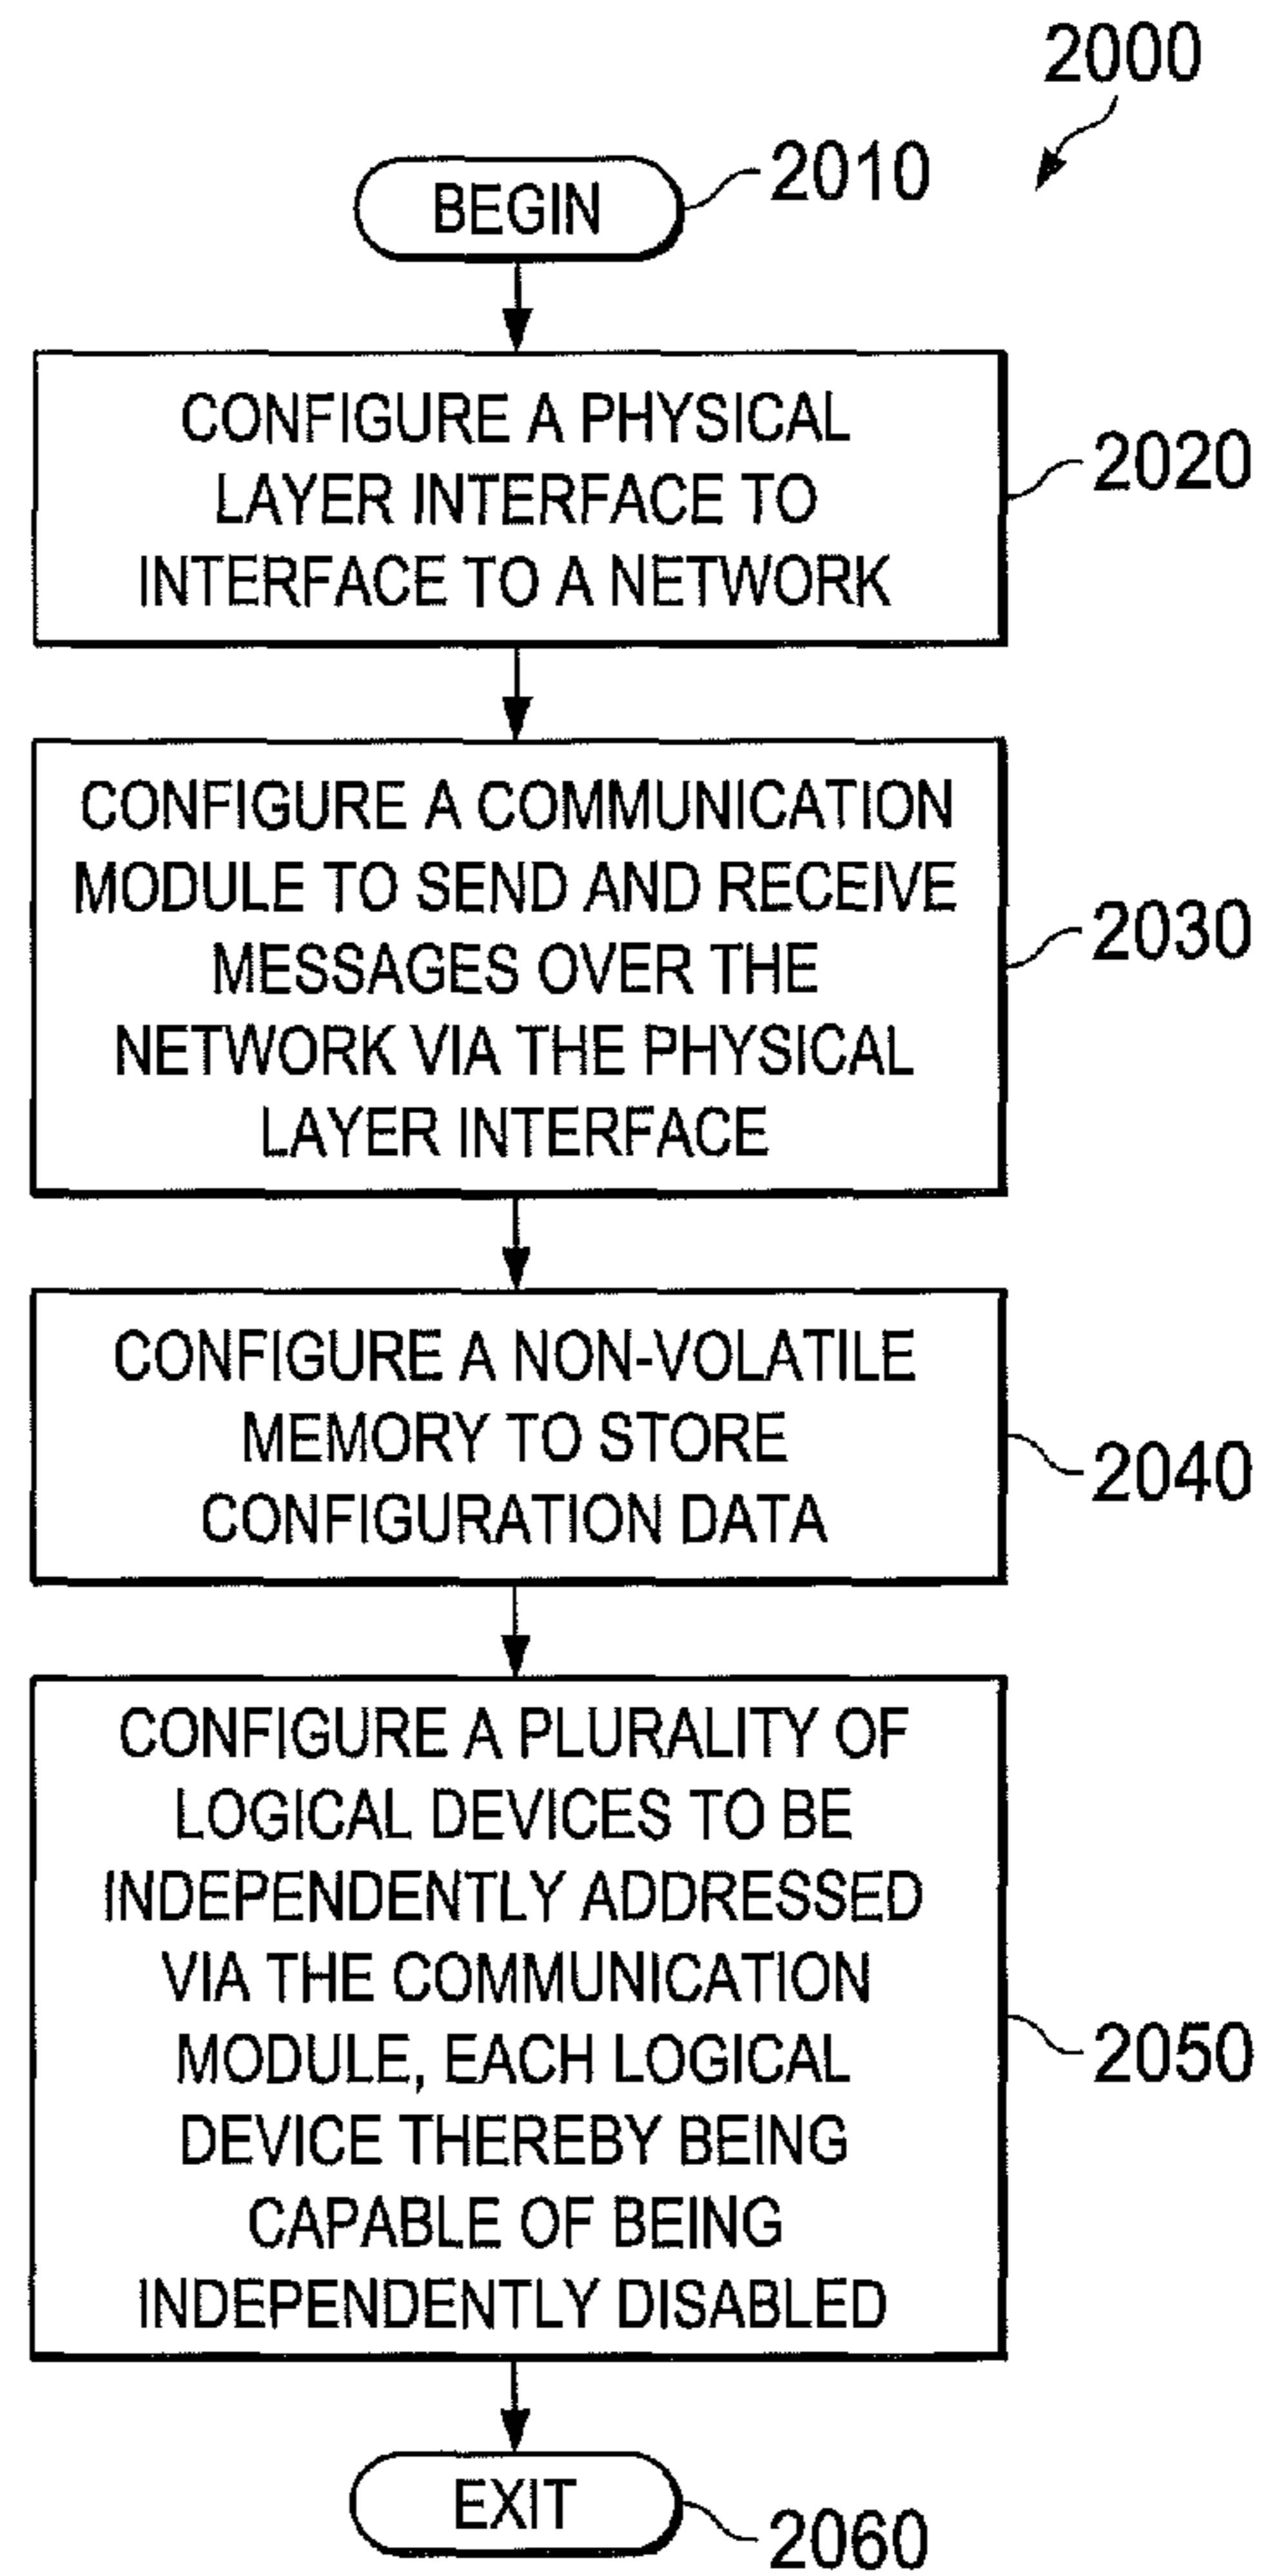 2000
BEGIN
2010
CONFIGURE A PHYSICAL
LAYER INTERFACE TO
INTERFACE TO A NETWORK
2020
CONFIGURE A COMMUNICATION
MODULE TO SEND AND RECEIVE
MESSAGES OVER THE
NETWORK VIA THE PHYSICAL
LAYER INTERFACE
2030
CONFIGURE A NON-VOLATILE
MEMORY TO STORE
CONFIGURATION DATA
2040
CONFIGURE A PLURALITY OF
LOGICAL DEVICES TO BE
INDEPENDENTLY ADDRESSED
VIA THE COMMUNICATION
MODULE, EACH LOGICAL
DEVICE THEREBY BEING
CAPABLE OF BEING
INDEPENDENTLY DISABLED
2050
EXIT
2060